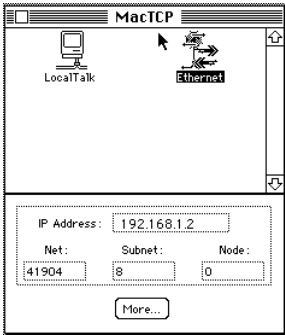 MacTCP
LocalTalk
Ethernet
IP Address: 192.168.1.2
Net: Subnet: Node:
41904 8 0
More...